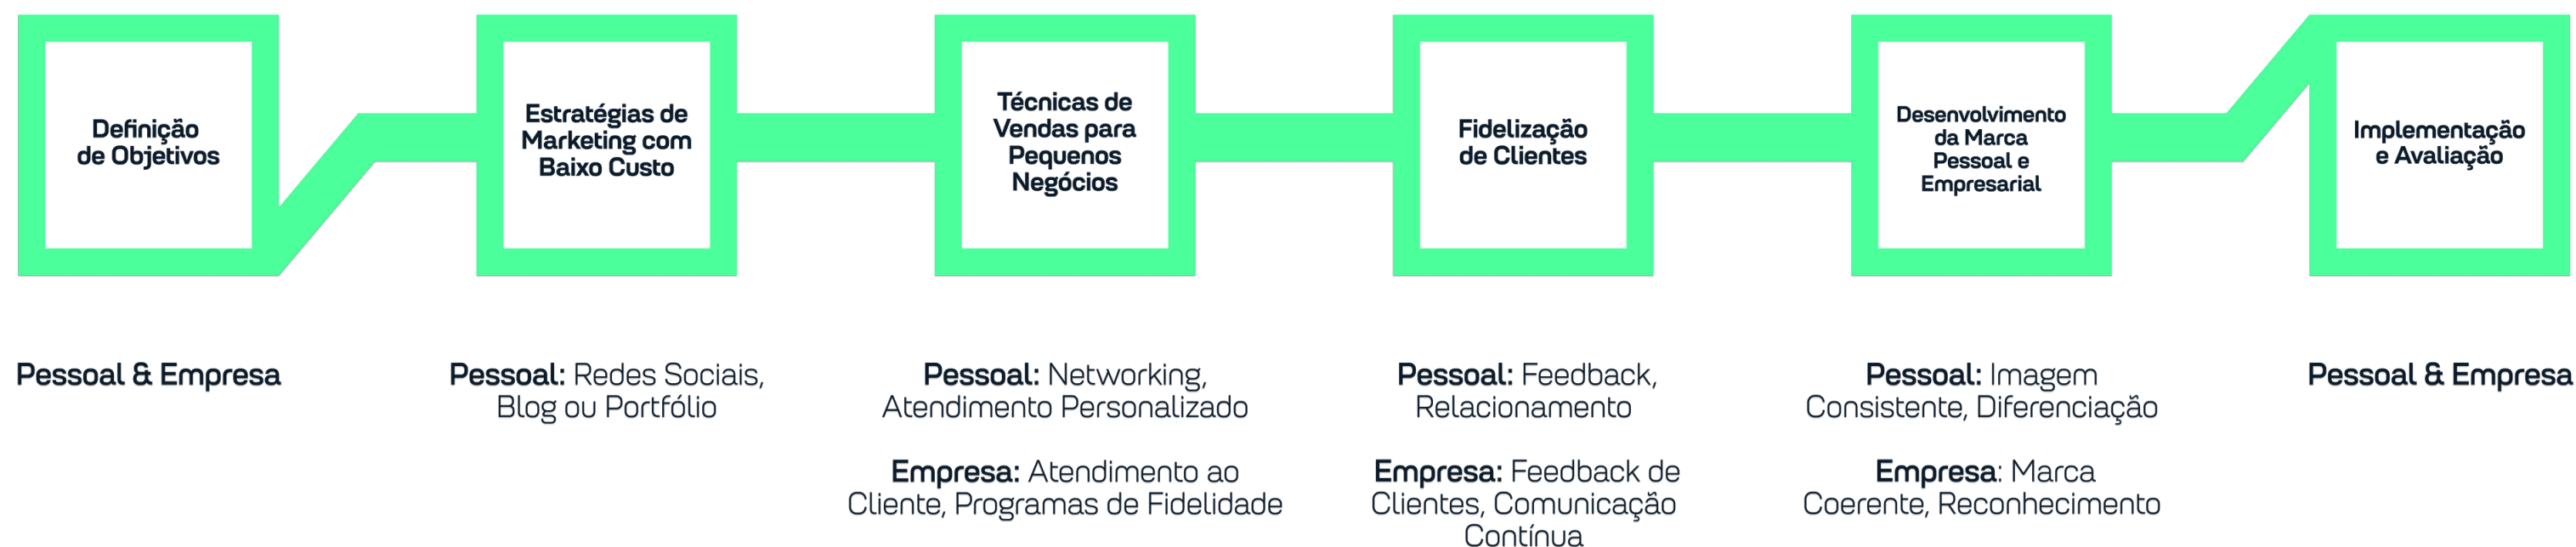 Definição
de Objetivos
Estratégias de
Marketing com
Baixo Custo
Técnicas de
Vendas para
Pequenos
Negócios
Fidelização
de Clientes
Desenvolvimento
da Marca
Pessoal e
Empresarial
Implementação
e Avaliação
Pessoal & Empresa
Pessoal: Redes Sociais,
Blog ou Portfólio
Pessoal: Networking,
Atendimento Personalizado
Empresa: Atendimento ao
Cliente, Programas de Fidelidade
Pessoal: Feedback,
Relacionamento
Empresa: Feedback de
Clientes, Comunicação
Contínua
Pessoal: Imagem
Consistente, Diferenciação
Empresa: Marca
Coerente, Reconhecimento
Pessoal & Empresa